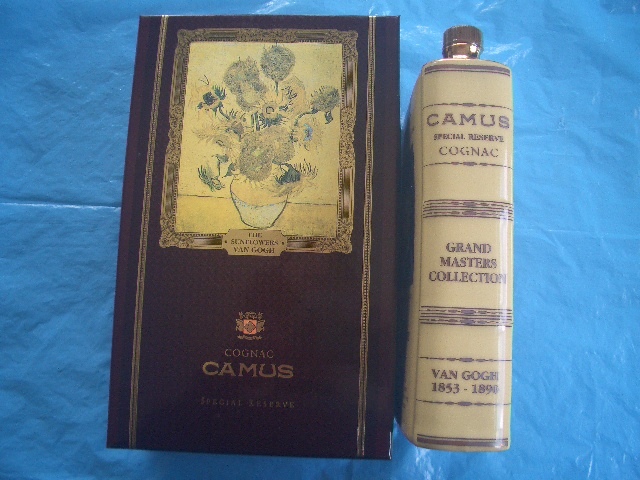 THE
SUNFLOWERS
VAN GOGH
COGNAC
CAMUS
SPECIAL RESERVE
CAMUS
SPECIAL RESERVE
COGNAC
GRAND
MASTERS
COLLECTION
VAN GOGH
1853 - 1890